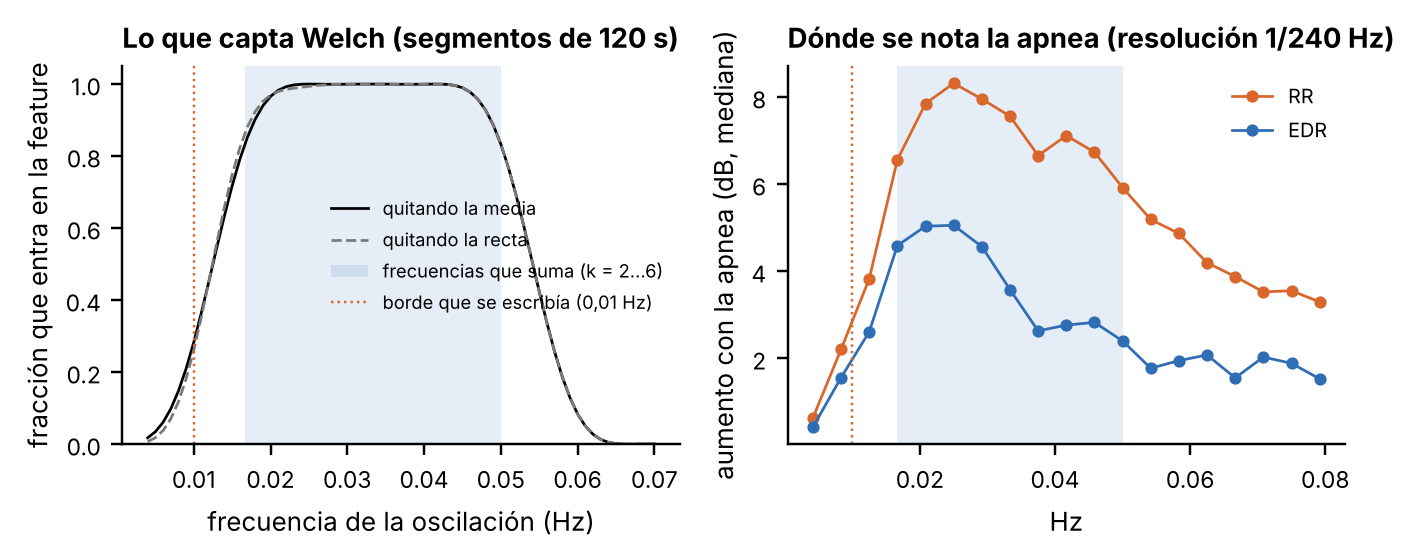 Lo que capta Welch (segmentos de 120 s)
fracción que entra en la feature
1.0
0.8
0.6
0.4
0.2
0.0
quitando la media
quitando la recta
frecuencias que suma (k = 2...6)
borde que se escribía (0,01 Hz)
0.01 0.02 0.03 0.04 0.05 0.06 0.07
frecuencia de la oscilación (Hz)
Dónde se nota la apnea (resolución 1/240 Hz)
aumento con la apnea (dB, mediana)
8
6
4
2
RR
EDR
0.02 0.04 0.06 0.08
Hz